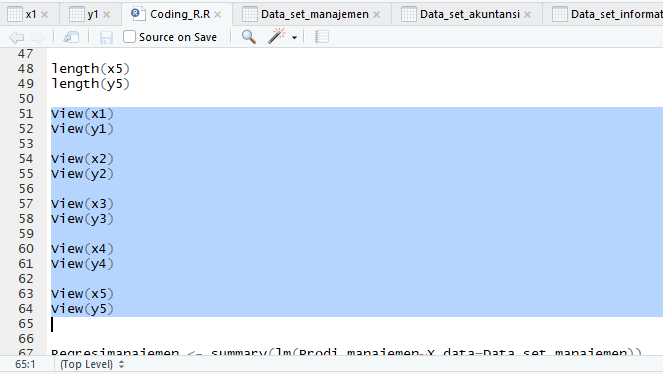 x1 y1 Coding_R.R Data_set_manajemen Data_set_akuntansi Data_set_informat
Source on Save
47
48 length(x5)
49 length(y5)
50
51 View(x1)
52 View(y1)
53
54 View(x2)
55 View(y2)
56
57 View(x3)
58 View(y3)
59
60 View(x4)
61 View(y4)
62
63 View(x5)
64 View(y5)
65
66
67 Regresimanajemen <- summary(lm(Prodi_manajemen~X,data=Data_set_manajemen))
65:1 (Top Level)